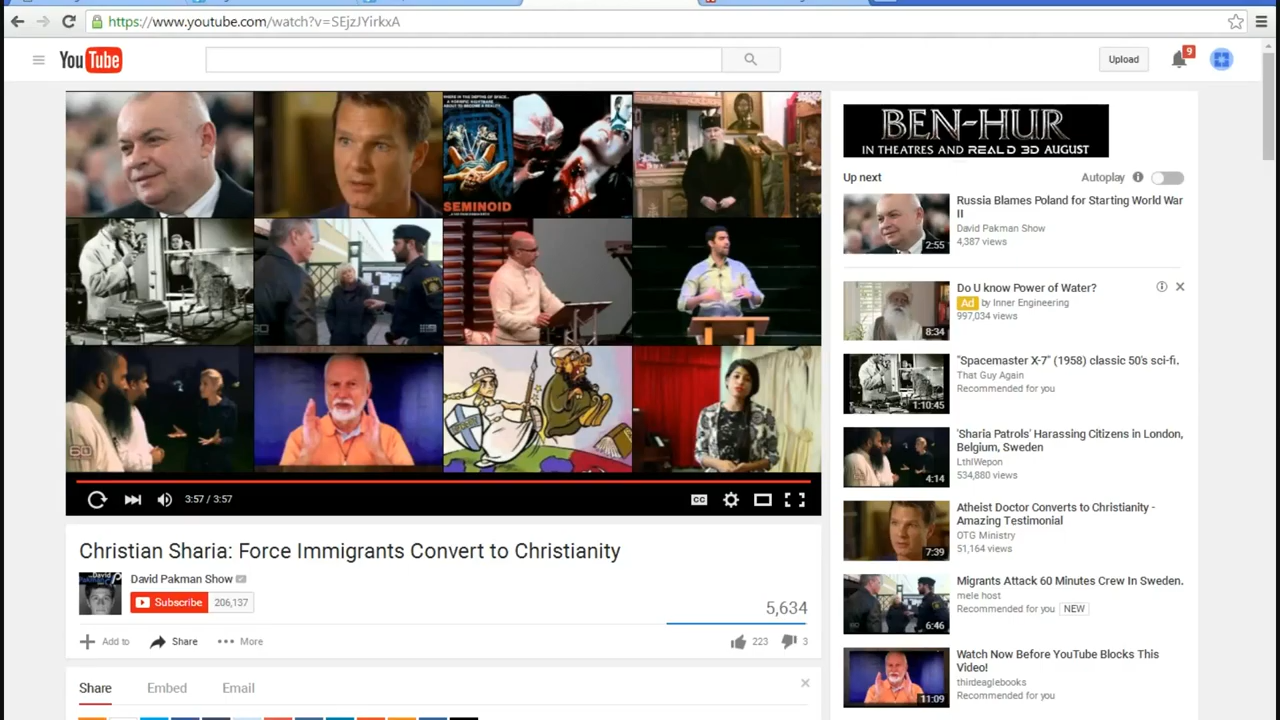 https://www.youtube.com/watch?v=SEjzJYirkxA
YouTube
Upload
9
SEMINOID
60
60
3:57 / 3:57
CC
Christian Sharia: Force Immigrants Convert to Christianity
David Pakman Show
Subscribe 206,137
5,634
Add to Share More
223 3
Share Embed Email
BEN-HUR
IN THEATRES AND REAL D 3D AUGUST
Up next Autoplay
Russia Blames Poland for Starting World War
II
David Pakman Show
4,387 views
2:55
Do U know Power of Water?
Ad by Inner Engineering
997,034 views
8:34
"Spacemaster X-7" (1958) classic 50's sci-fi.
That Guy Again
Recommended for you
1:10:45
'Sharia Patrols' Harassing Citizens in London,
Belgium, Sweden
LthlWepon
534,880 views
4:14
Atheist Doctor Converts to Christianity -
Amazing Testimonial
OTG Ministry
51,164 views
7:39
Migrants Attack 60 Minutes Crew In Sweden.
mele host
Recommended for you NEW
6:46
Watch Now Before YouTube Blocks This
Video!
thirdeaglebooks
Recommended for you
11:09